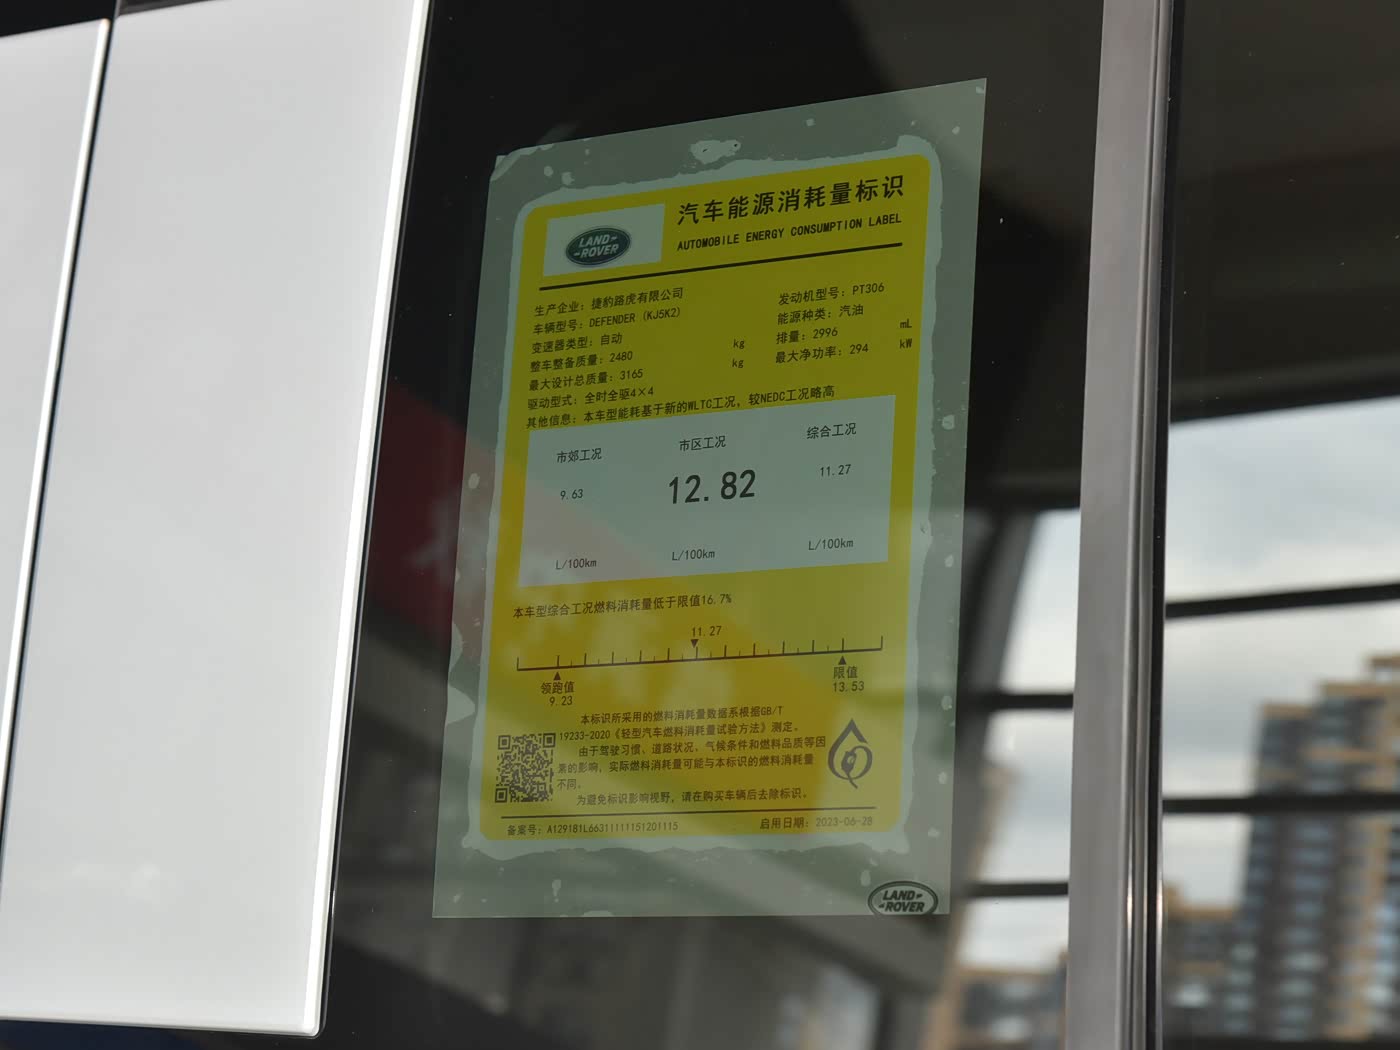 LAND-
-ROVER
汽车能源消耗量标识
AUTOMOBILE ENERGY CONSUMPTION LABEL
生产企业：捷豹路虎有限公司
车辆型号：DEFENDER (KJ5K2)
变速器类型：自动
整车整备质量：2480 kg
最大设计总质量：3165 kg
驱动型式：全时全驱4×4
其他信息：本车型能耗基于新的WLTC工况，较NEDC工况略高
发动机型号：PT306
能源种类：汽油
排量：2996 mL
最大净功率：294 kW
市郊工况 市区工况 综合工况
9.63 12.82 11.27
L/100km L/100km L/100km
本车型综合工况燃料消耗量低于限值16.7%
11.27
领跑值 限值
9.23 13.53
本标识所采用的燃料消耗量数据系根据GB/T
19233-2020《轻型汽车燃料消耗量试验方法》测定。
由于驾驶习惯、道路状况、气候条件和燃料品质等因
素的影响，实际燃料消耗量可能与本标识的燃料消耗量
不同。
为避免标识影响视野，请在购买车辆后去除标识。
备案号：A129181L66311111151201115 启用日期：2023-06-28
LAND-
-ROVER